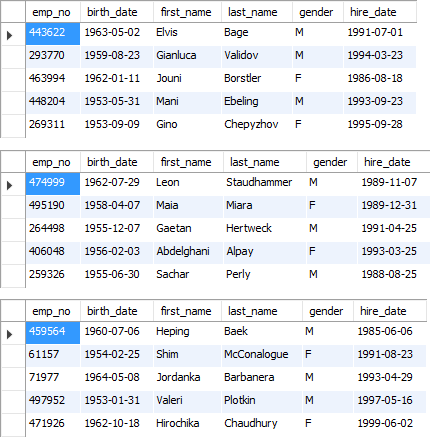 emp_no birth_date first_name last_name gender hire_date
443622 1963-05-02 Elvis Bage M 1991-07-01
293770 1959-08-23 Gianluca Validov M 1994-03-23
463994 1962-01-11 Jouni Borstler F 1986-08-18
448204 1953-05-31 Mani Ebeling M 1993-09-23
269311 1953-09-09 Gino Chepyzhov F 1995-09-28
emp_no birth_date first_name last_name gender hire_date
474999 1962-07-29 Leon Staudhammer M 1989-11-07
495190 1958-04-07 Maia Miara F 1989-12-31
264498 1955-12-07 Gaetan Hertweck M 1991-04-25
406048 1956-02-03 Abdelghani Alpay F 1993-03-25
259326 1955-06-30 Sachar Perly M 1988-08-25
emp_no birth_date first_name last_name gender hire_date
459564 1960-07-06 Heping Baek M 1985-06-06
61157 1954-02-25 Shim McConalogue F 1991-08-23
71977 1964-05-08 Jordanka Barbanera M 1993-04-29
497952 1953-01-31 Valeri Plotkin M 1997-05-16
471926 1962-10-18 Hirochika Chaudhury F 1999-06-02